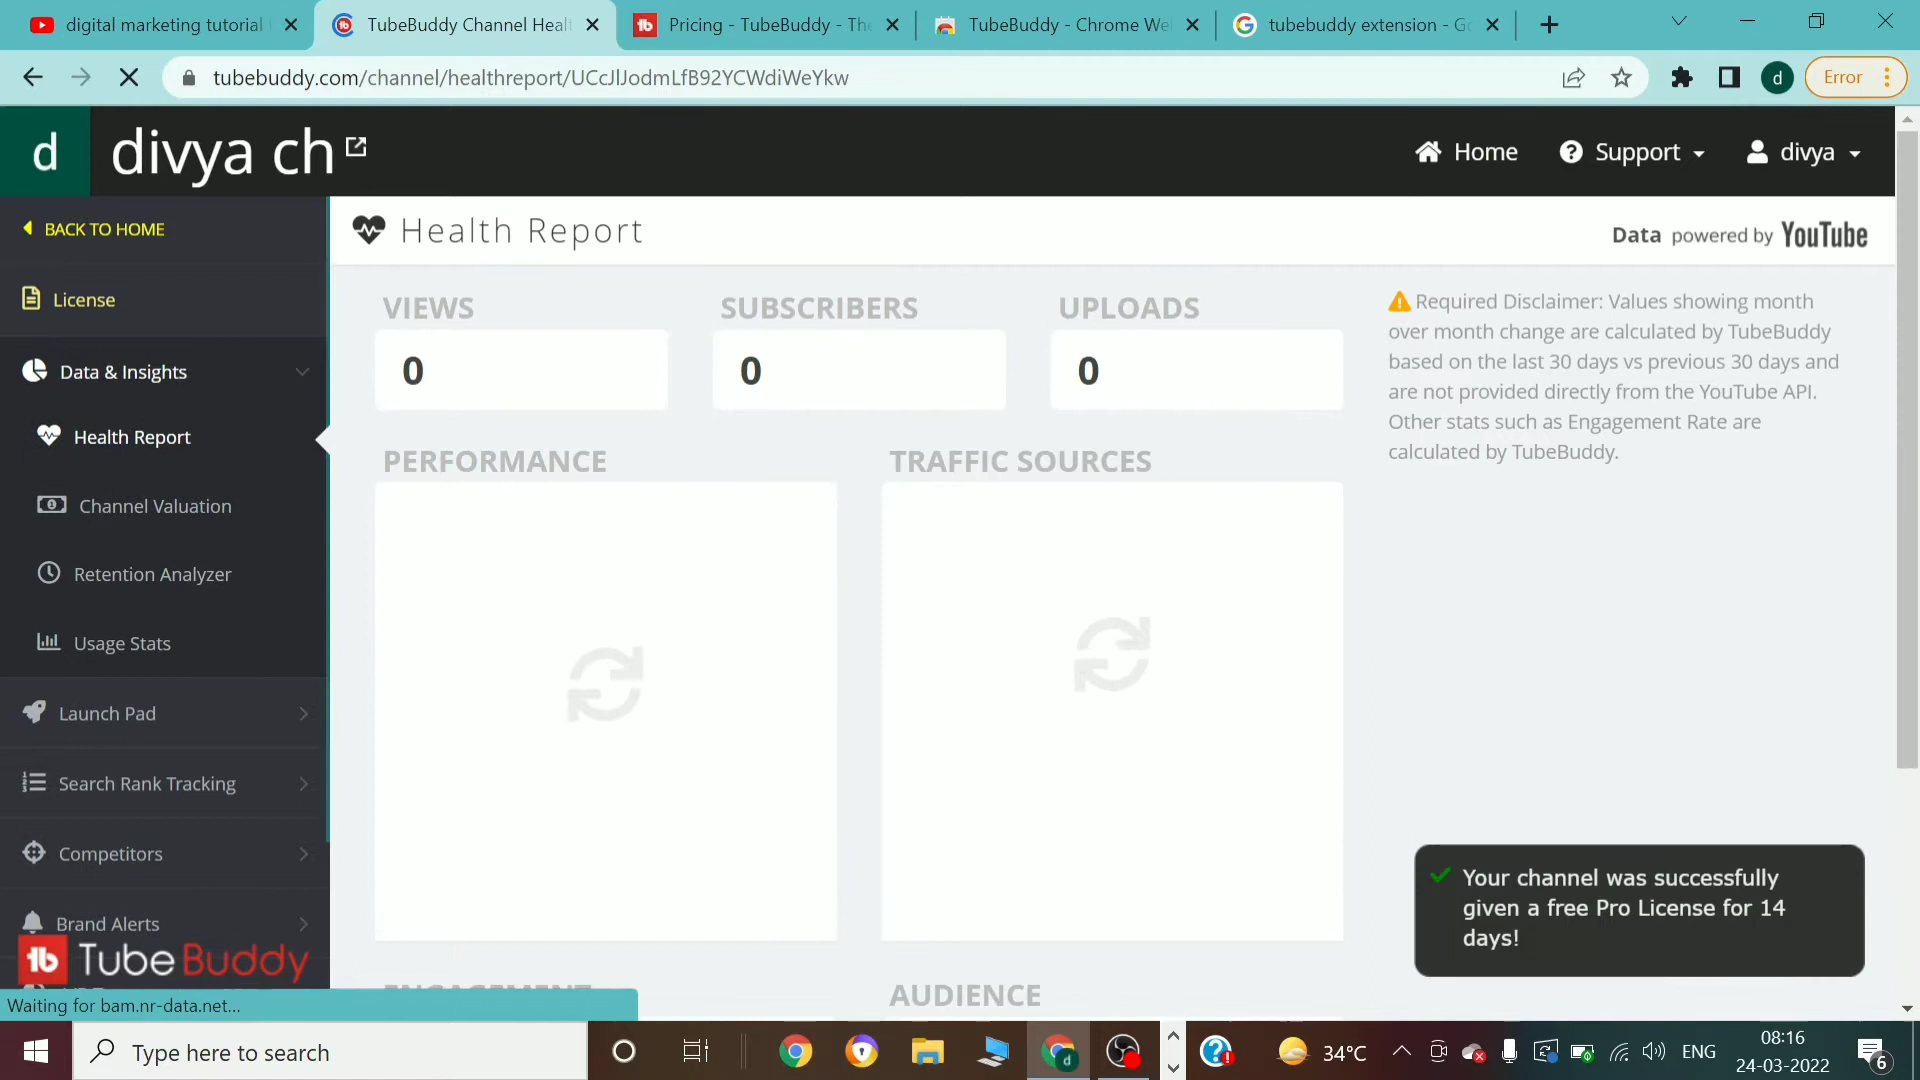 digital marketing tutorial
TubeBuddy Channel Heal
Pricing - TubeBuddy - The
TubeBuddy - Chrome We
tubebuddy extension - Go
tubebuddy.com/channel/healthreport/UCcJlJodmLfB92YCWdiWeYkw
d
Error
d
divya ch
Home
Support
divya
BACK TO HOME
License
Data & Insights
Health Report
Channel Valuation
Retention Analyzer
Usage Stats
Launch Pad
Search Rank Tracking
Competitors
Brand Alerts
tb TubeBuddy
Health Report
Data powered by YouTube
VIEWS
SUBSCRIBERS
UPLOADS
0
0
0
Required Disclaimer: Values showing month
over month change are calculated by TubeBuddy
based on the last 30 days vs previous 30 days and
are not provided directly from the YouTube API.
Other stats such as Engagement Rate are
calculated by TubeBuddy.
PERFORMANCE
TRAFFIC SOURCES
Your channel was successfully
given a free Pro License for 14
days!
ENGAGEMENT
AUDIENCE
Waiting for bam.nr-data.net...
Type here to search
34°C
ENG
08:16
24-03-2022
6